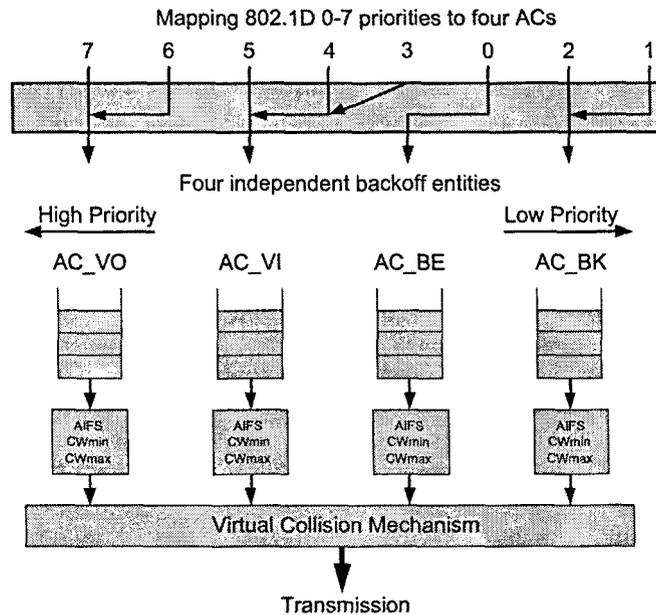 Mapping 802.1D 0-7 priorities to four ACs
7 6 5 4 3 0 2 1
Four independent backoff entities
High Priority Low Priority
AC_VO AC_VI AC_BE AC_BK
AIFS AIFS AIFS AIFS
CWmin CWmin CWmin CWmin
CWmax CWmax CWmax CWmax
Virtual Collision Mechanism
Transmission